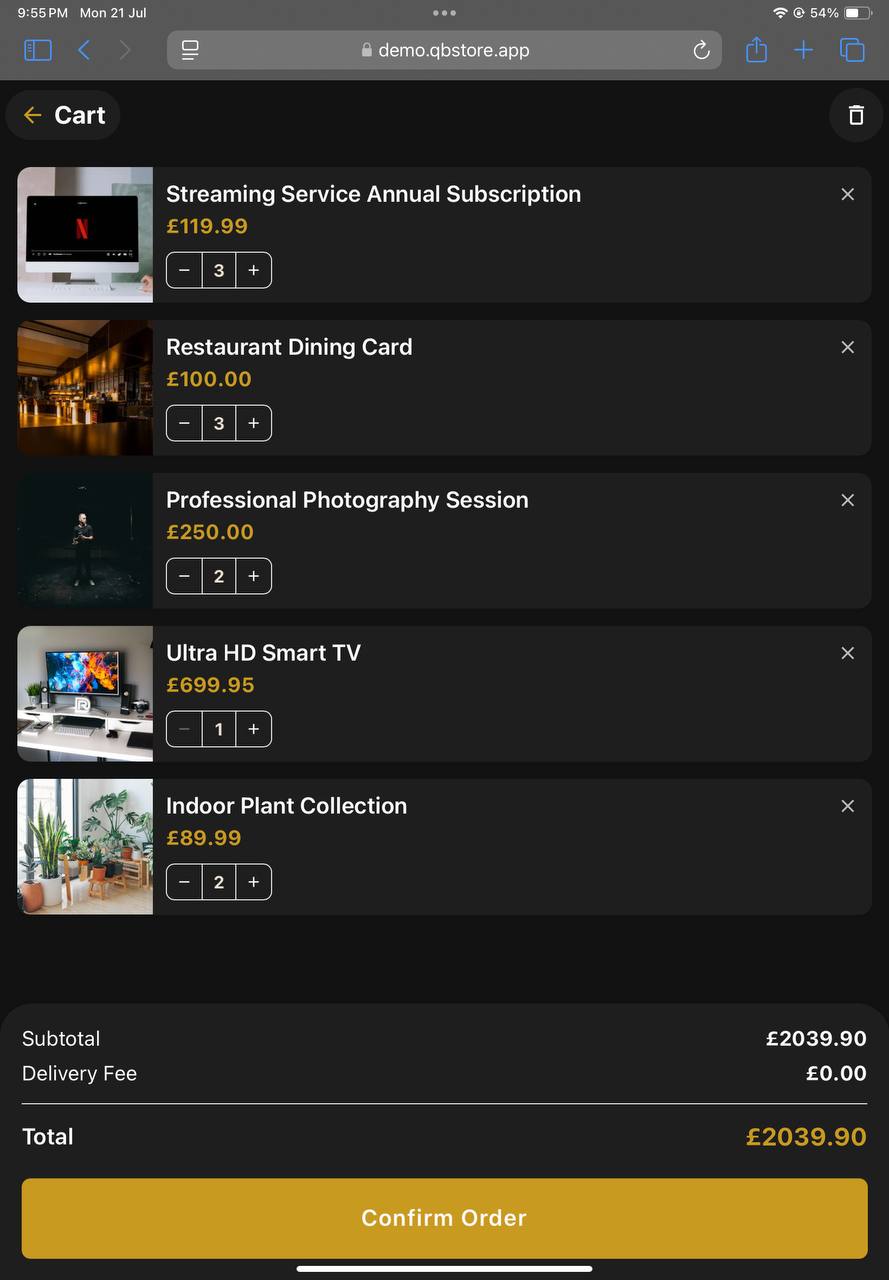 9:55 PM Mon 21 Jul
54%
demo.qbstore.app
Cart
Streaming Service Annual Subscription
£119.99
− 3 +
Restaurant Dining Card
£100.00
− 3 +
Professional Photography Session
£250.00
− 2 +
Ultra HD Smart TV
£699.95
− 1 +
Indoor Plant Collection
£89.99
− 2 +
Subtotal £2039.90
Delivery Fee £0.00
Total £2039.90
Confirm Order